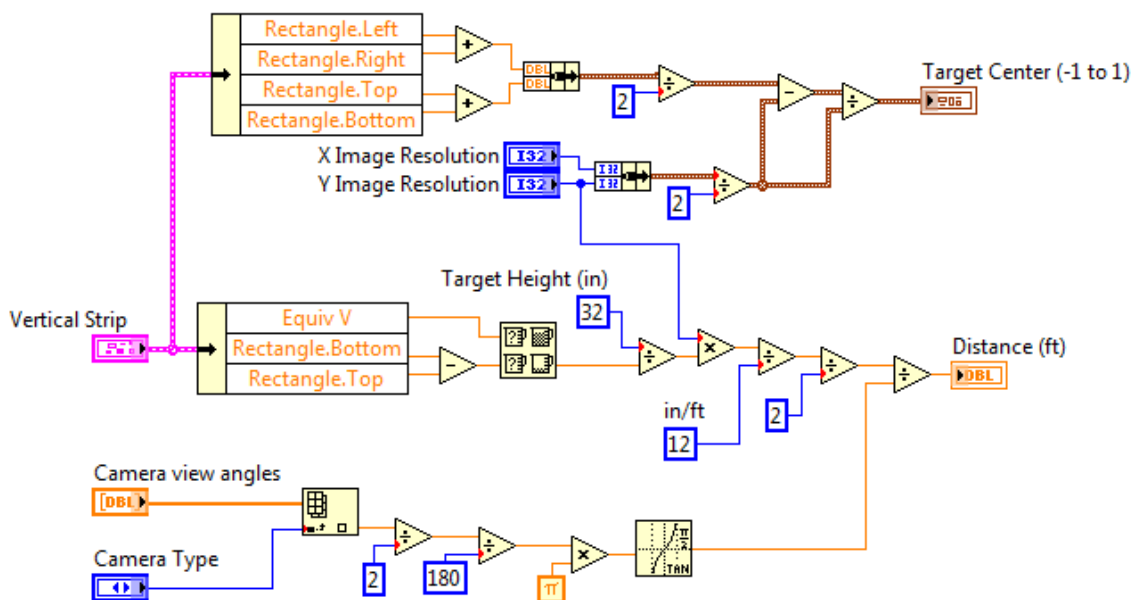 Rectangle.Left
Rectangle.Right
Rectangle.Top
Rectangle.Bottom
DBL
DBL
2
Target Center (-1 to 1)
X Image Resolution
I32
Y Image Resolution
I32
I32
I32
2
Target Height (in)
32
Vertical Strip
Equiv V
Rectangle.Bottom
Rectangle.Top
Distance (ft)
DBL
in/ft
12
2
Camera view angles
[DBL]
Camera Type
2
180
π
π
2
TAN